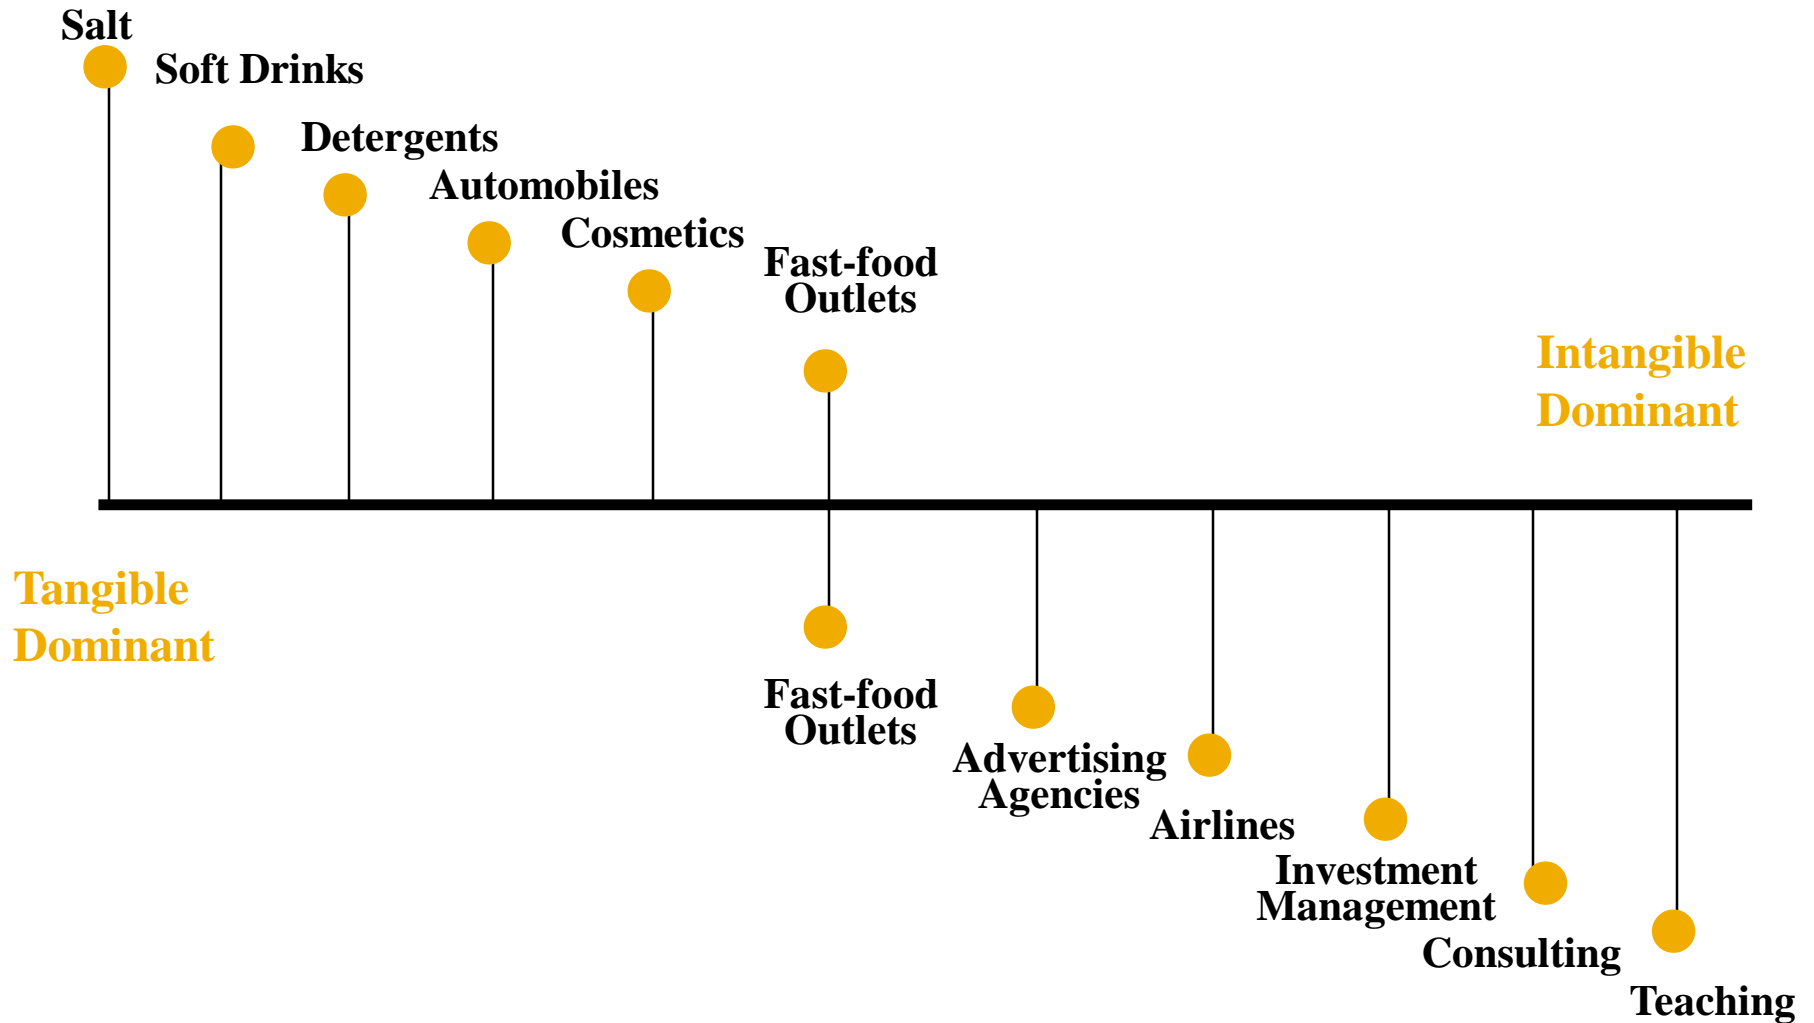 Salt
Soft Drinks
Detergents
Automobiles
Cosmetics
Fast-food
Outlets
Intangible
Dominant
Tangible
Dominant
Fast-food
Outlets
Advertising
Agencies
Airlines
Investment
Management
Consulting
Teaching